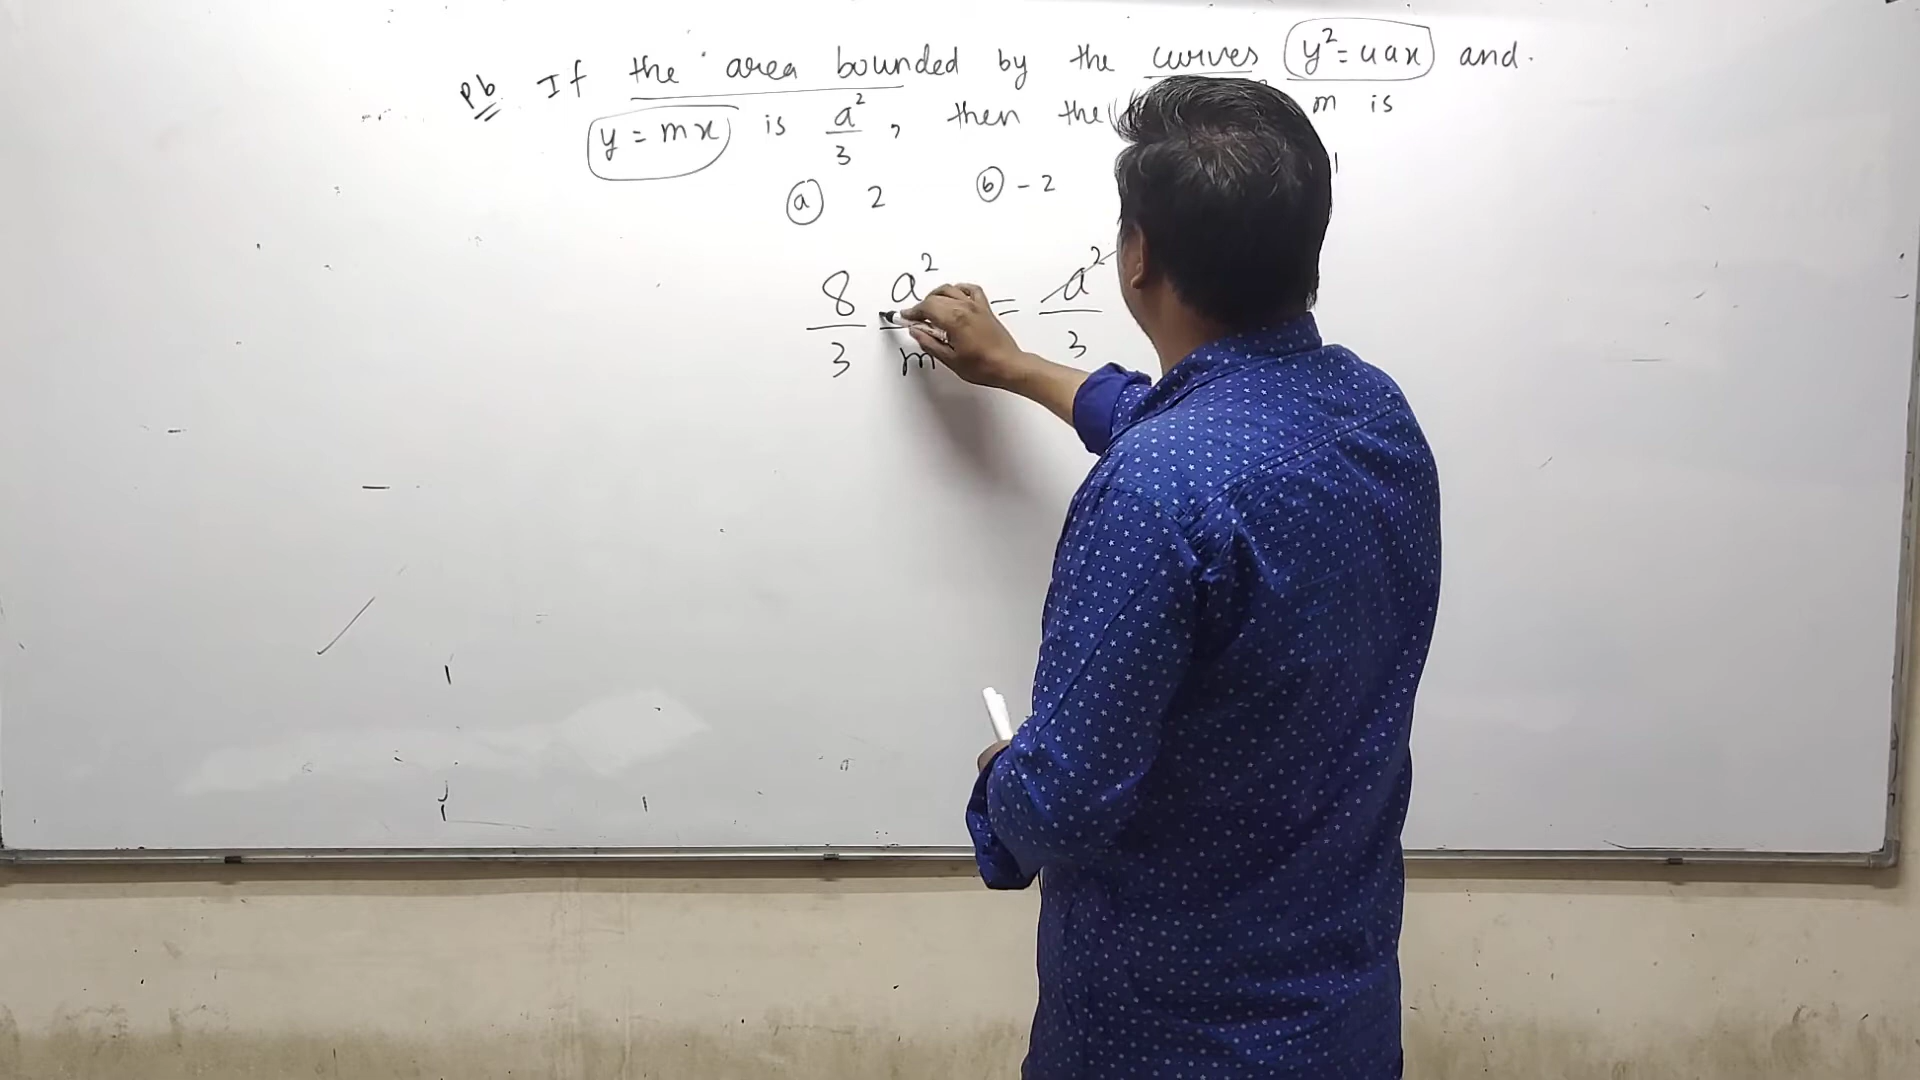 Pb If the area bounded by the curves y² = 4ax and
y = mx is a²/3, then the m is
(a) 2 (b) -2
8/3 a²/m = a²/3